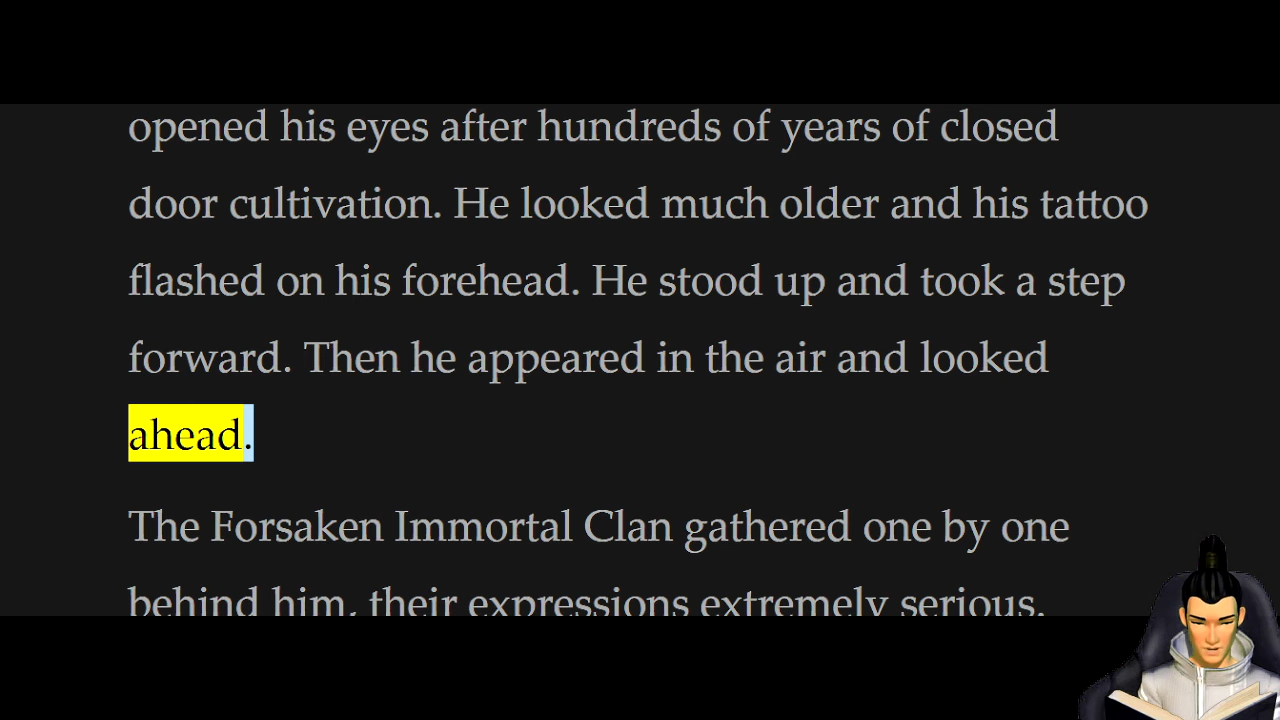 opened his eyes after hundreds of years of closed
door cultivation. He looked much older and his tattoo
flashed on his forehead. He stood up and took a step
forward. Then he appeared in the air and looked
ahead.
The Forsaken Immortal Clan gathered one by one
behind him, their expressions extremely serious.